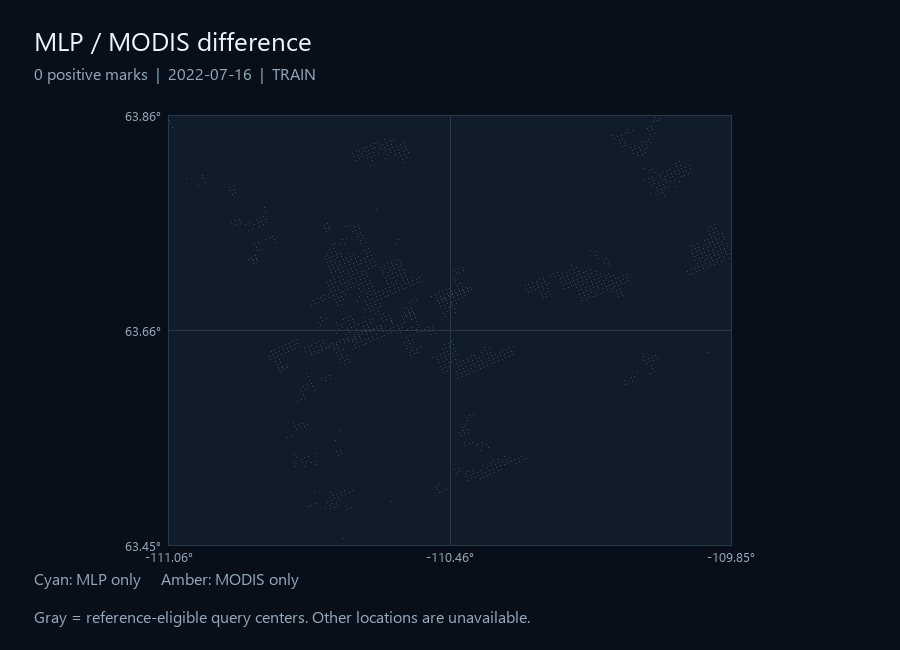 MLP / MODIS difference
0 positive marks | 2022-07-16 | TRAIN
63.86°
63.66°
63.45°
-111.06° -110.46° -109.85°
Cyan: MLP only Amber: MODIS only
Gray = reference-eligible query centers. Other locations are unavailable.